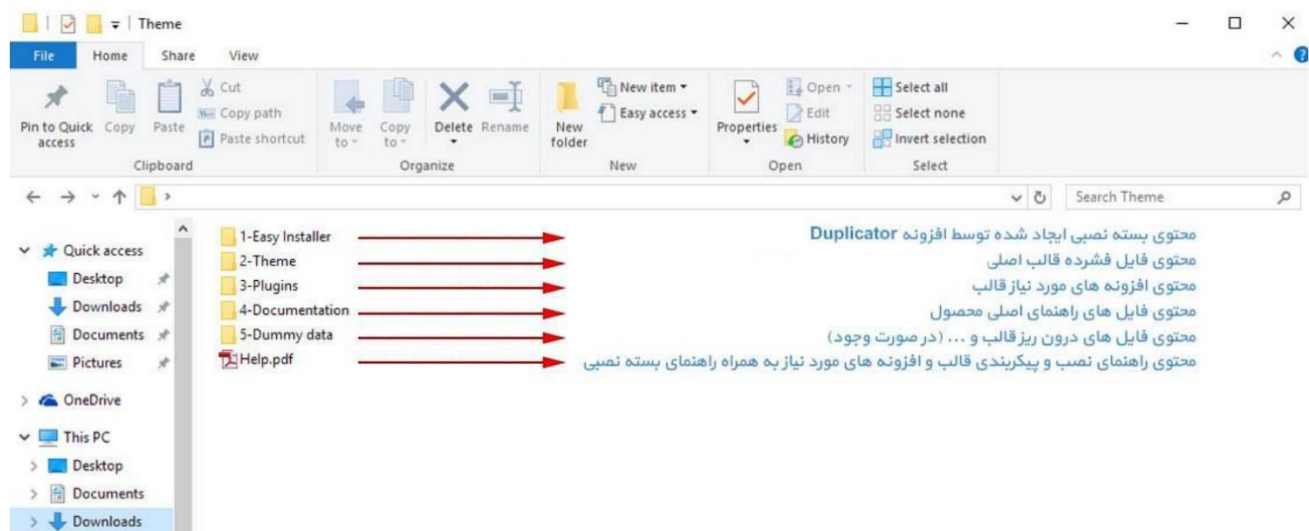 Theme
File Home Share View
Pin to Quick access
Copy
Paste
Cut
Copy path
Paste shortcut
Clipboard
Move to
Copy to
Delete
Rename
Organize
New folder
New item
Easy access
New
Properties
Open
Edit
History
Open
Select all
Select none
Invert selection
Select
Search Theme
Quick access
Desktop
Downloads
Documents
Pictures
OneDrive
This PC
Desktop
Documents
Downloads
1-Easy Installer محتوی بسته نصبی ایجاد شده توسط افزونه Duplicator
2-Theme محتوی فایل فشرده قالب اصلی
3-Plugins محتوی افزونه های مورد نیاز قالب
4-Documentation محتوی فایل های راهنمای اصلی محصول
5-Dummy data محتوی فایل های درون ریز قالب و ... (در صورت وجود)
Help.pdf محتوی راهنمای نصب و پیکربندی قالب و افزونه های مورد نیاز به همراه راهنمای بسته نصبی